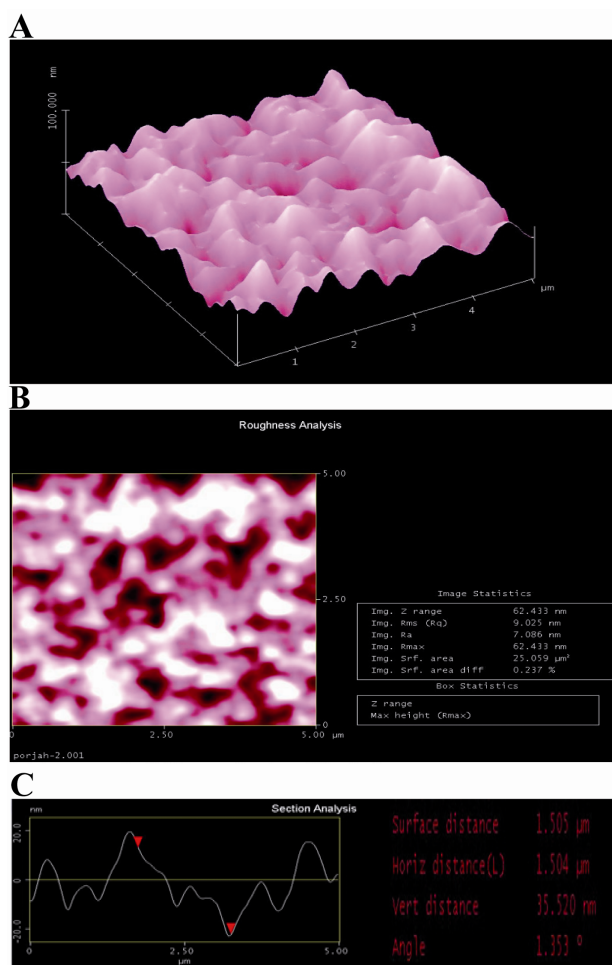 A
nm
100.000
1
2
3
4
µm
B
Roughness Analysis
5.00
2.50
0
0
2.50
5.00
µm
porjah-2.001
Image Statistics
Img. Z range 62.433 nm
Img. Rms (Rq) 9.025 nm
Img. Ra 7.086 nm
Img. Rmax 62.433 nm
Img. Srf. area 25.059 µm²
Img. Srf. area diff 0.237 %
Box Statistics
Z range
Max height (Rmax)
C
nm
Section Analysis
20.0
0
-20.0
0
2.50
5.00
µm
Surface distance 1.505 µm
Horiz distance(L) 1.504 µm
Vert distance 35.520 nm
Angle 1.353 °